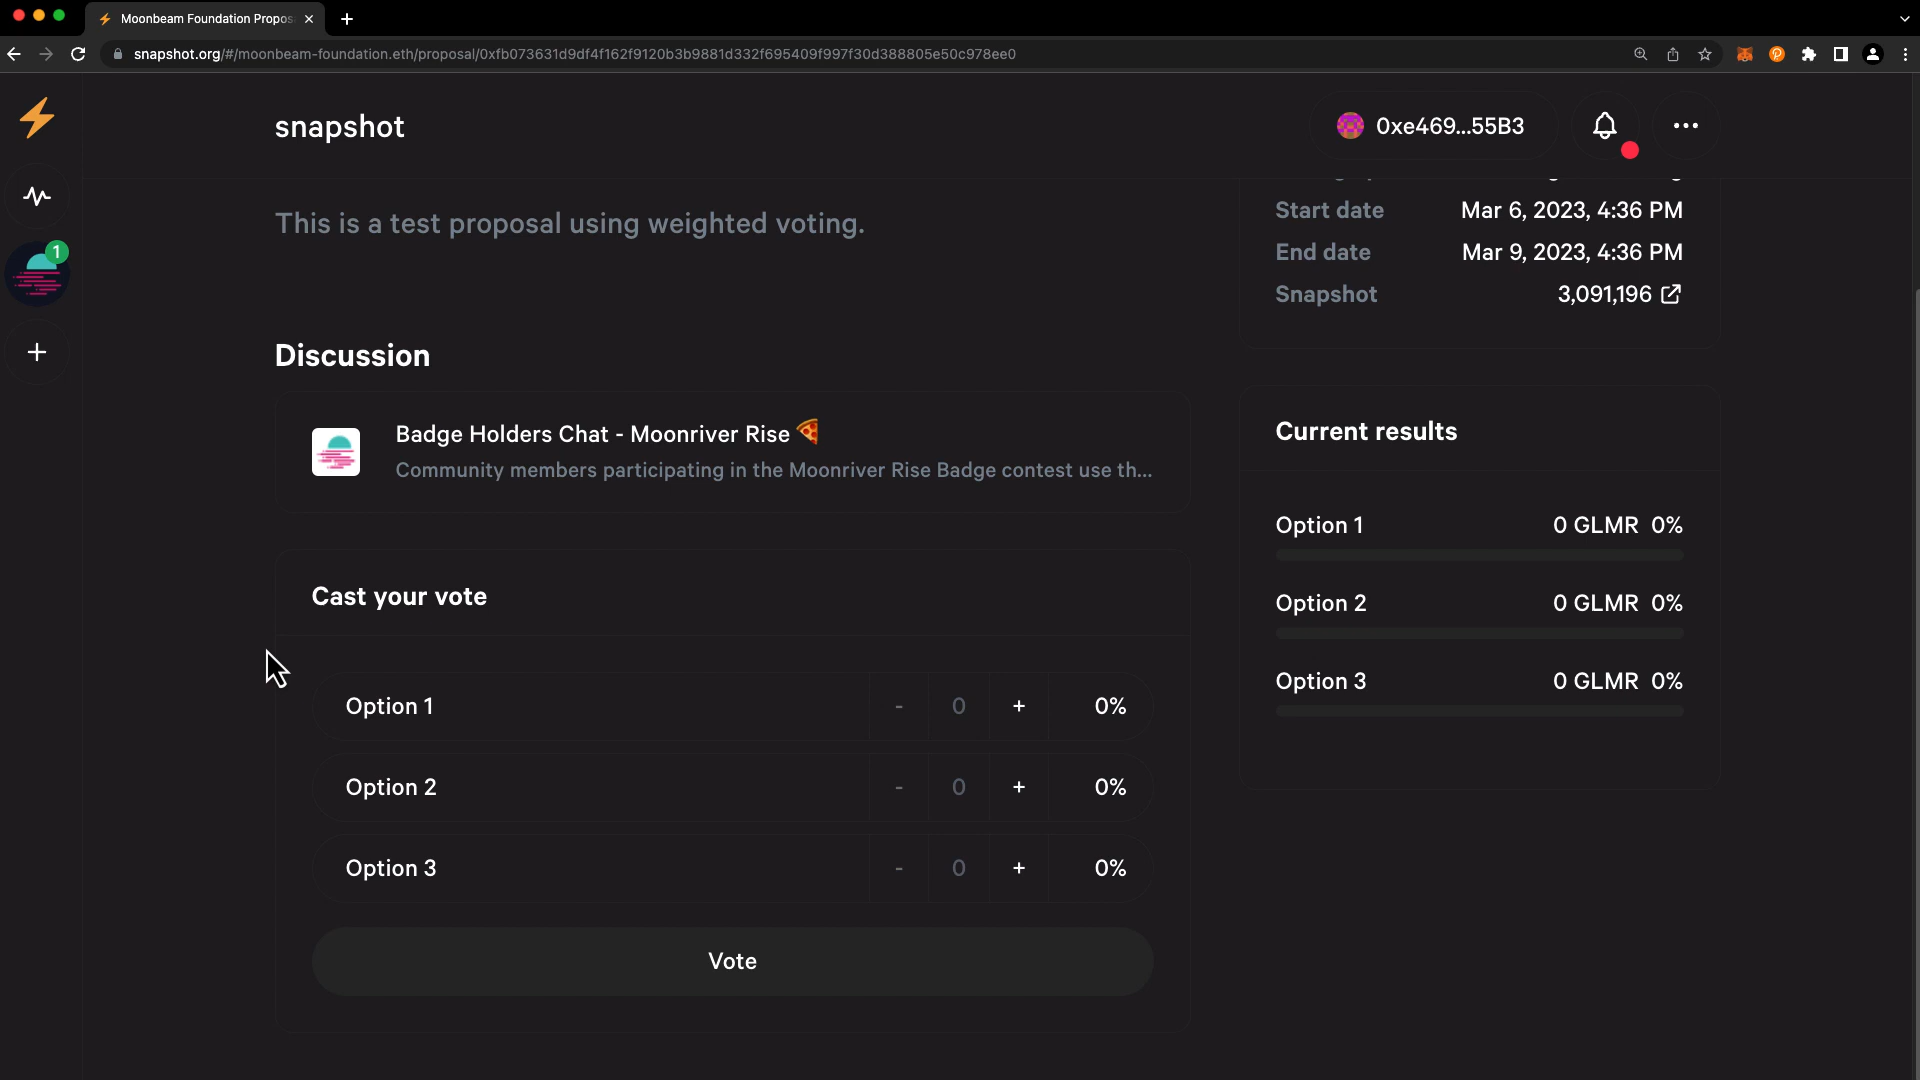 Moonbeam Foundation Propos
snapshot.org/#/moonbeam-foundation.eth/proposal/0xfb073631d9df4f162f9120b3b9881d332f695409f997f30d388805e50c978ee0
snapshot
0xe469...55B3
1
This is a test proposal using weighted voting.
Start date Mar 6, 2023, 4:36 PM
End date Mar 9, 2023, 4:36 PM
Snapshot 3,091,196
Discussion
Badge Holders Chat - Moonriver Rise 🍕
Community members participating in the Moonriver Rise Badge contest use th...
Cast your vote
Option 1 - 0 + 0%
Option 2 - 0 + 0%
Option 3 - 0 + 0%
Vote
Current results
Option 1 0 GLMR 0%
Option 2 0 GLMR 0%
Option 3 0 GLMR 0%